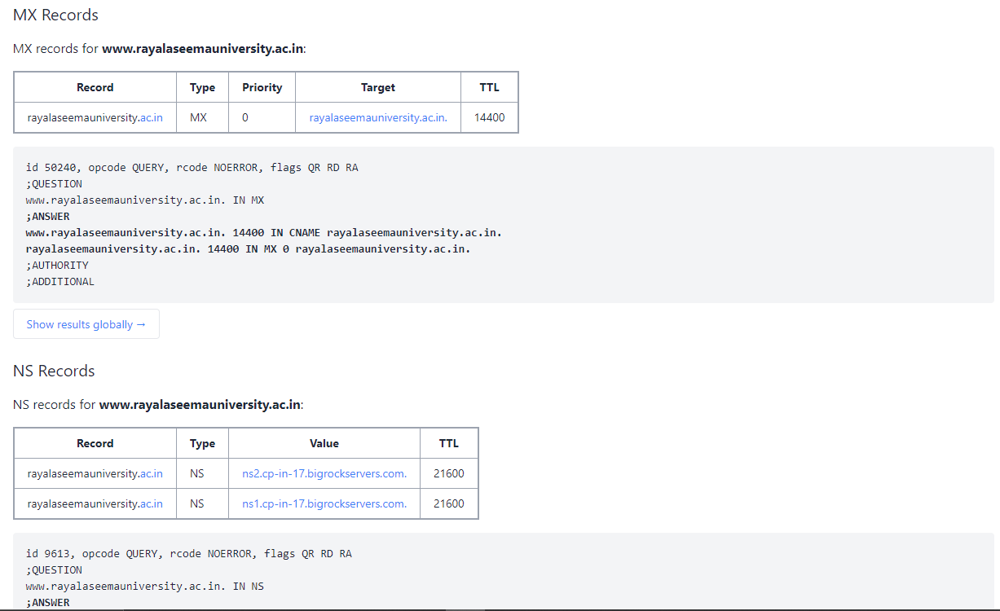 MX Records
MX records for www.rayalaseemauniversity.ac.in:
Record Type Priority Target TTL
rayalaseemauniversity.ac.in MX 0 rayalaseemauniversity.ac.in. 14400
id 50240, opcode QUERY, rcode NOERROR, flags QR RD RA
;QUESTION
www.rayalaseemauniversity.ac.in. IN MX
;ANSWER
www.rayalaseemauniversity.ac.in. 14400 IN CNAME rayalaseemauniversity.ac.in.
rayalaseemauniversity.ac.in. 14400 IN MX 0 rayalaseemauniversity.ac.in.
;AUTHORITY
;ADDITIONAL
Show results globally →
NS Records
NS records for www.rayalaseemauniversity.ac.in:
Record Type Value TTL
rayalaseemauniversity.ac.in NS ns2.cp-in-17.bigrockservers.com. 21600
rayalaseemauniversity.ac.in NS ns1.cp-in-17.bigrockservers.com. 21600
id 9613, opcode QUERY, rcode NOERROR, flags QR RD RA
;QUESTION
www.rayalaseemauniversity.ac.in. IN NS
;ANSWER